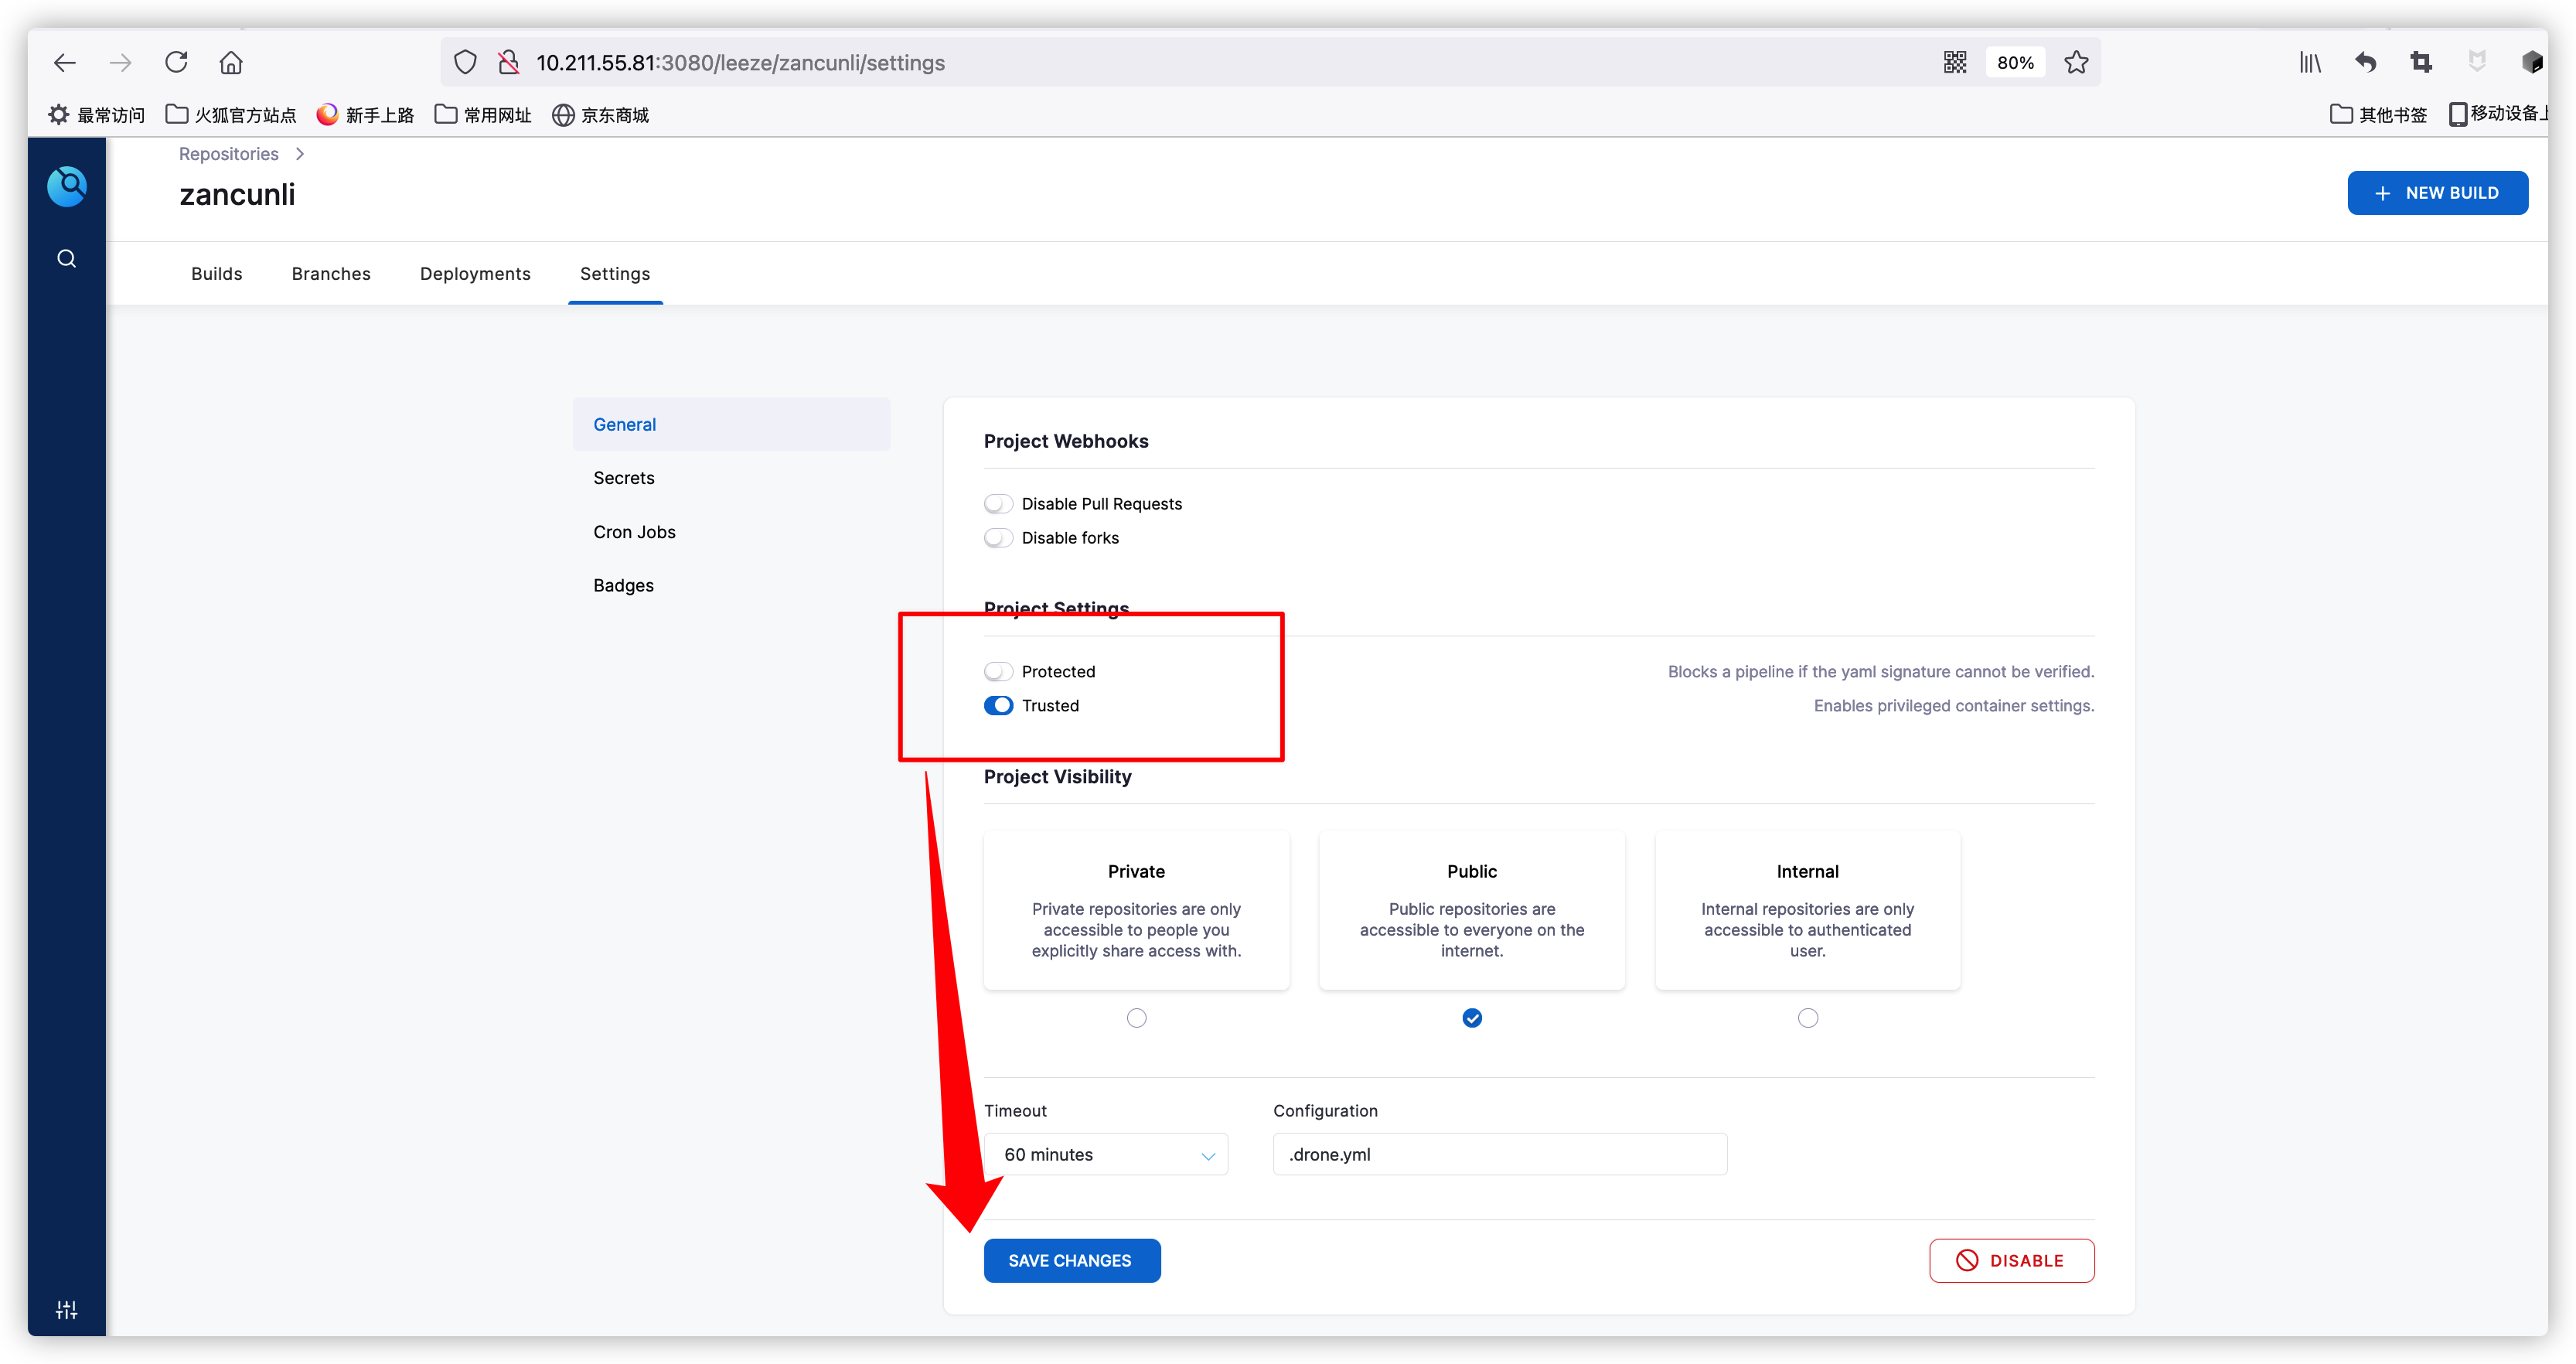 10.211.55.81:3080/leeze/zancunli/settings
80%
最常访问 火狐官方站点 新手上路 常用网址 京东商城 其他书签 移动设备上
Repositories
zancunli
NEW BUILD
Builds Branches Deployments Settings
General
Secrets
Cron Jobs
Badges
Project Webhooks
Disable Pull Requests
Disable forks
Project Settings
Protected Blocks a pipeline if the yaml signature cannot be verified.
Trusted Enables privileged container settings.
Project Visibility
Private
Private repositories are only
accessible to people you
explicitly share access with.
Public
Public repositories are
accessible to everyone on the
internet.
Internal
Internal repositories are only
accessible to authenticated
user.
Timeout Configuration
60 minutes .drone.yml
SAVE CHANGES DISABLE